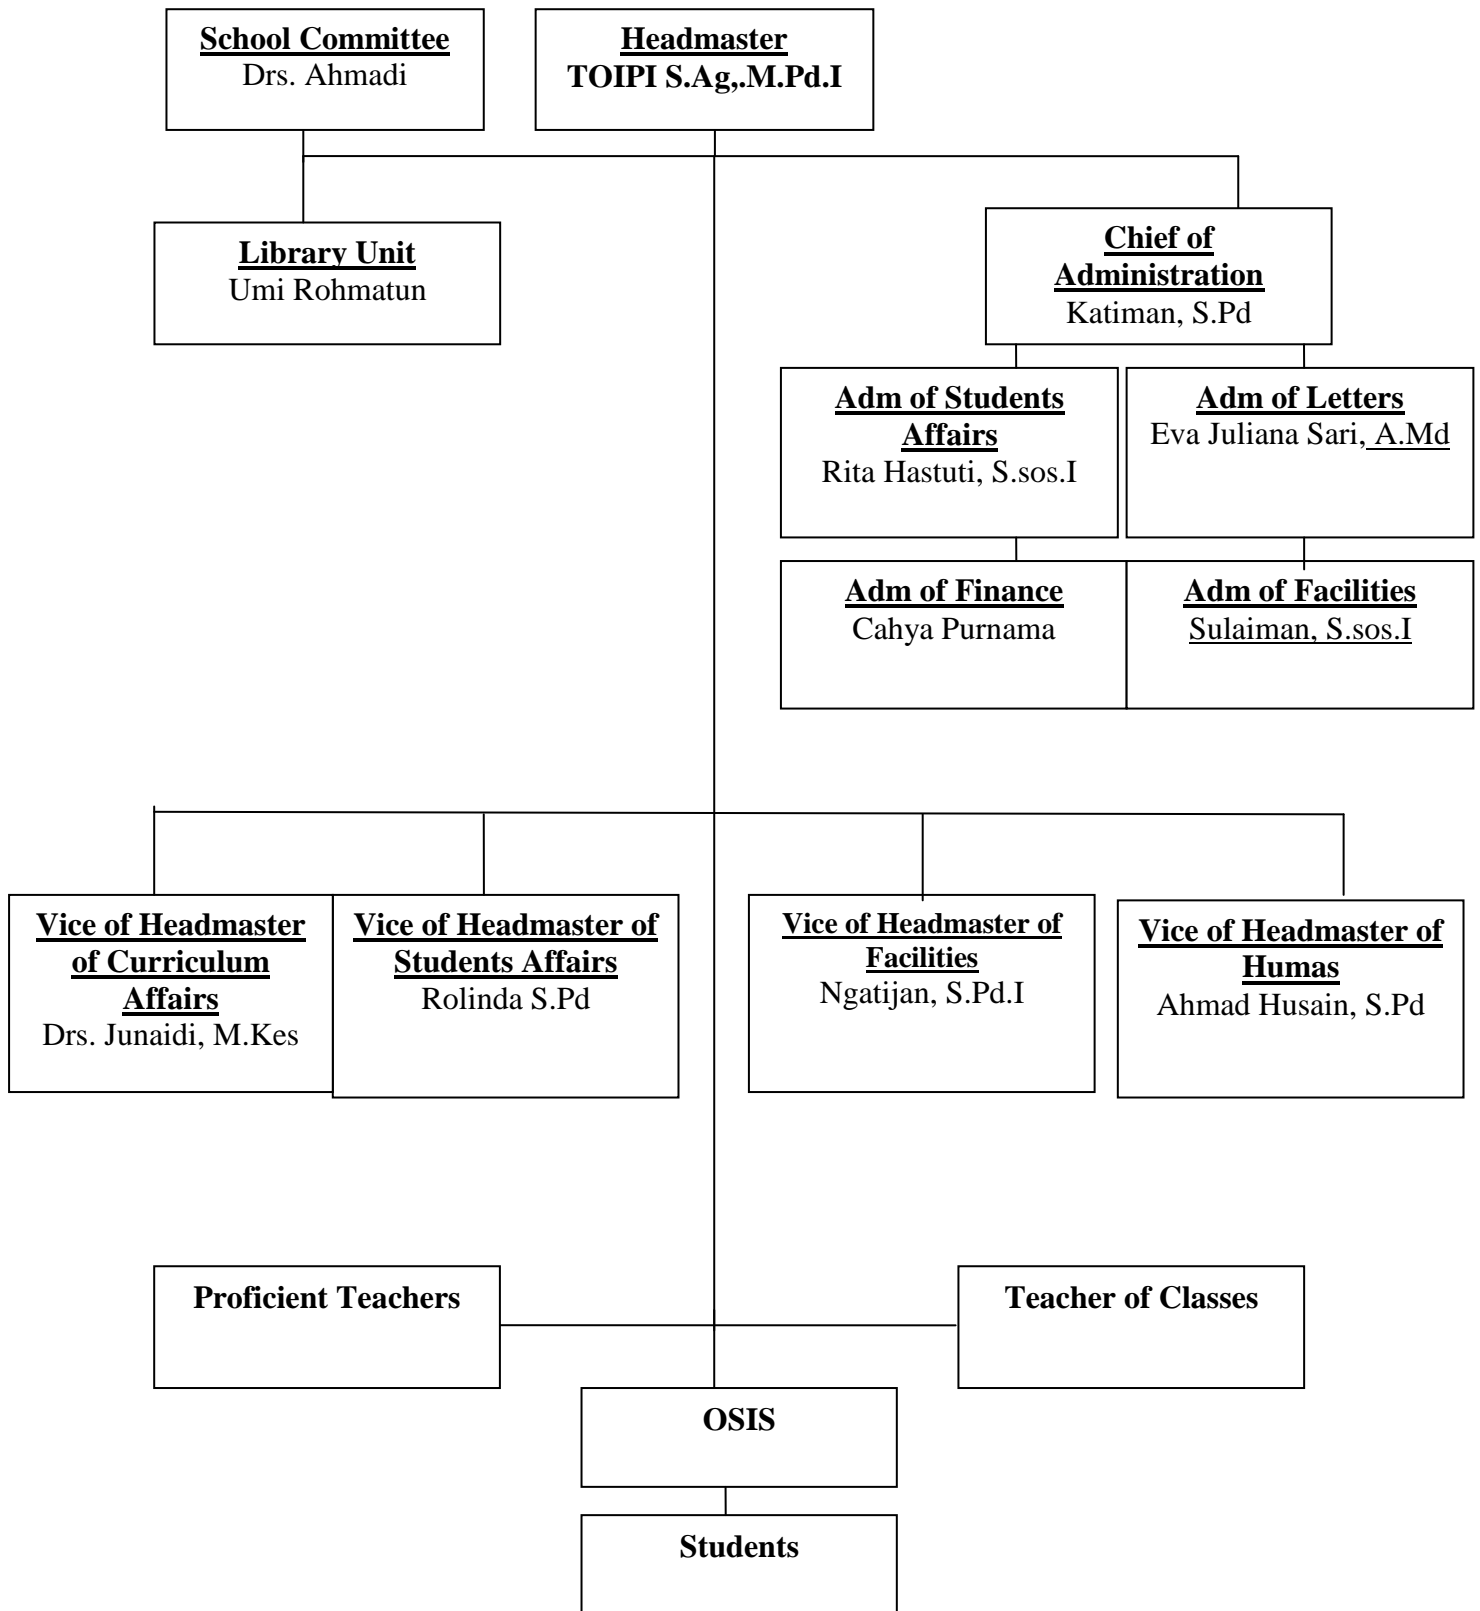 School Committee
Drs. Ahmadi
Headmaster
TOIPI S.Ag,.M.Pd.I
Library Unit
Umi Rohmatun
Chief of
Administration
Katiman, S.Pd
Adm of Students
Affairs
Rita Hastuti, S.sos.I
Adm of Letters
Eva Juliana Sari, A.Md
Adm of Finance
Cahya Purnama
Adm of Facilities
Sulaiman, S.sos.I
Vice of Headmaster
of Curriculum
Affairs
Drs. Junaidi, M.Kes
Vice of Headmaster of
Students Affairs
Rolinda S.Pd
Vice of Headmaster of
Facilities
Ngatijan, S.Pd.I
Vice of Headmaster of
Humas
Ahmad Husain, S.Pd
Proficient Teachers
Teacher of Classes
OSIS
Students